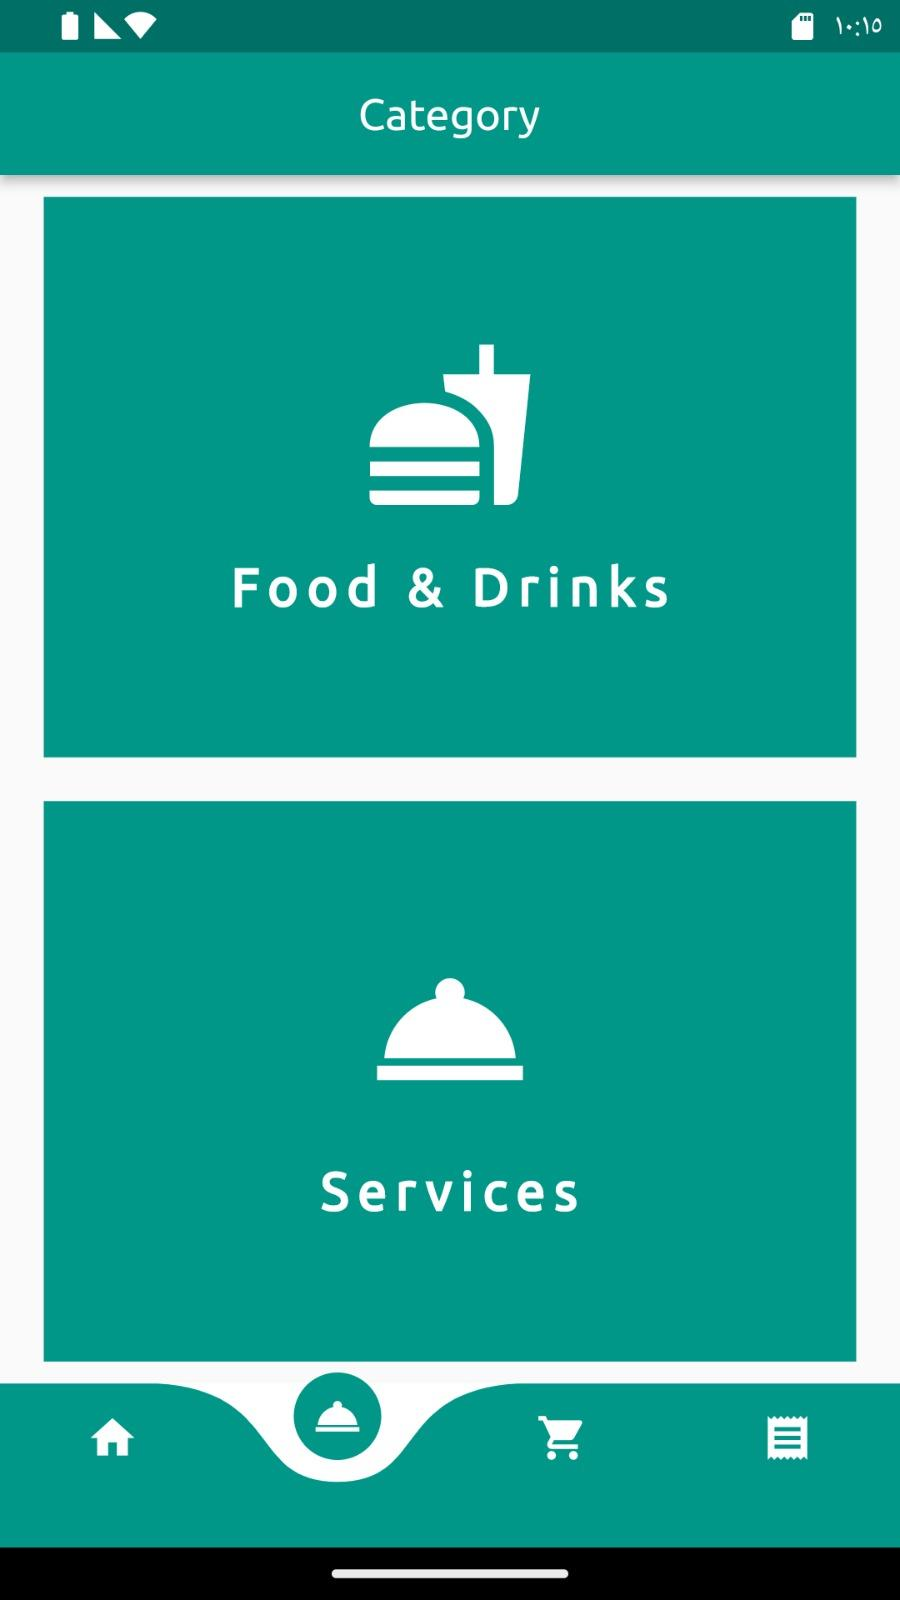 ١٠:١٥
Category
Food & Drinks
Services